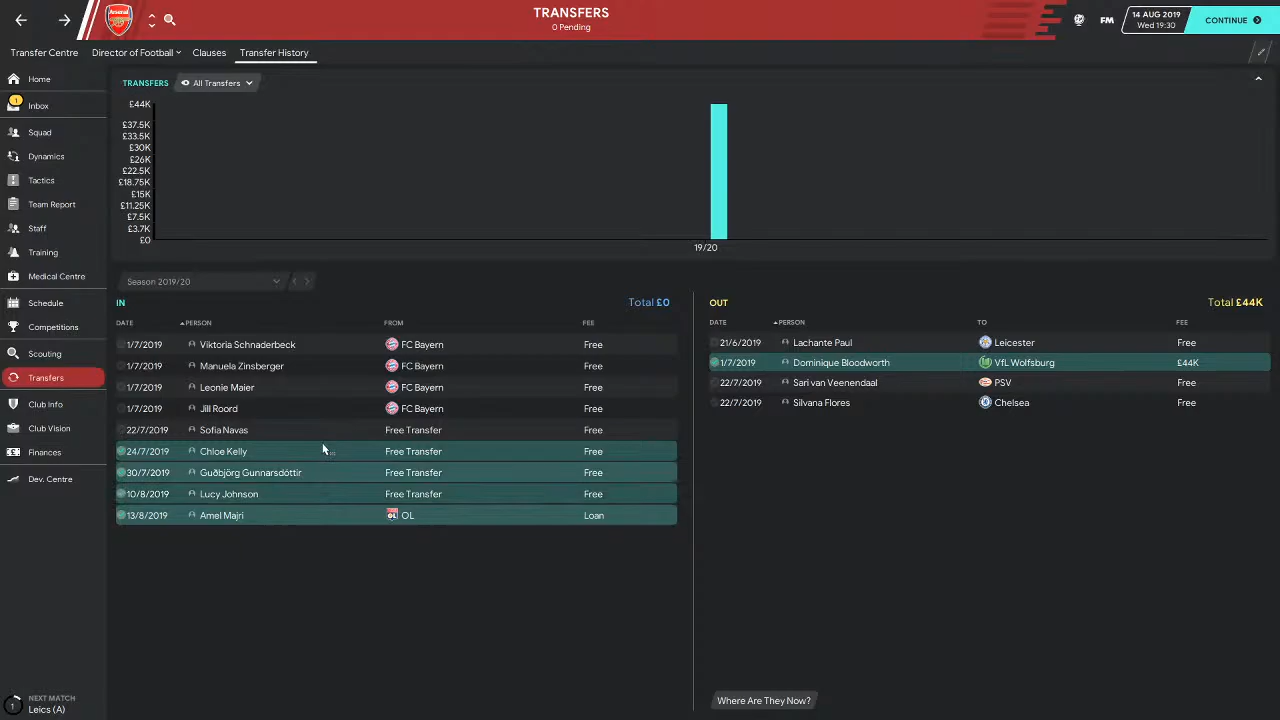 TRANSFERS
0 Pending
FM
14 AUG 2019
Wed 19:30
CONTINUE
Transfer Centre
Director of Football
Clauses
Transfer History
Home
1
Inbox
Squad
Dynamics
Tactics
Team Report
Staff
Training
Medical Centre
Schedule
Competitions
Scouting
Transfers
Club Info
Club Vision
Finances
Dev. Centre
1
NEXT MATCH
Leics (A)
TRANSFERS
All Transfers
£44K
£37.5K
£33.5K
£30K
£26K
£22.5K
£18.75K
£15K
£11.25K
£7.5K
£3.7K
£0
19/20
Season 2019/20
IN Total £0
DATE PERSON FROM FEE
1/7/2019 Viktoria Schnaderbeck FC Bayern Free
1/7/2019 Manuela Zinsberger FC Bayern Free
1/7/2019 Leonie Maier FC Bayern Free
1/7/2019 Jill Roord FC Bayern Free
22/7/2019 Sofia Navas Free Transfer Free
24/7/2019 Chloe Kelly Free Transfer Free
30/7/2019 Guðbjörg Gunnarsdóttir Free Transfer Free
10/8/2019 Lucy Johnson Free Transfer Free
13/8/2019 Amel Majri OL Loan
OUT Total £44K
DATE PERSON TO FEE
21/6/2019 Lachante Paul Leicester Free
1/7/2019 Dominique Bloodworth VfL Wolfsburg £44K
22/7/2019 Sari van Veenendaal PSV Free
22/7/2019 Silvana Flores Chelsea Free
Where Are They Now?